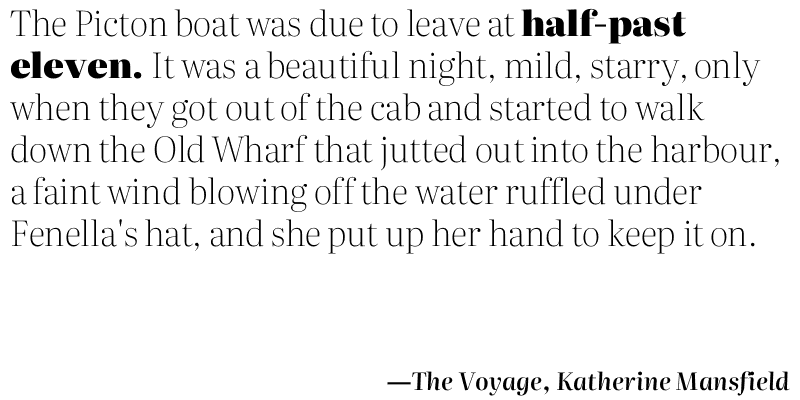 The Picton boat was due to leave at half-past
eleven. It was a beautiful night, mild, starry, only
when they got out of the cab and started to walk
down the Old Wharf that jutted out into the harbour,
a faint wind blowing off the water ruffled under
Fenella's hat, and she put up her hand to keep it on.
—The Voyage, Katherine Mansfield